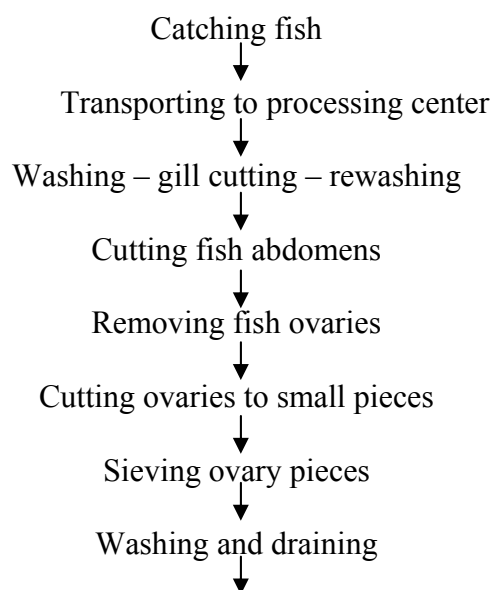 Catching fish
Transporting to processing center
Washing – gill cutting – rewashing
Cutting fish abdomens
Removing fish ovaries
Cutting ovaries to small pieces
Sieving ovary pieces
Washing and draining